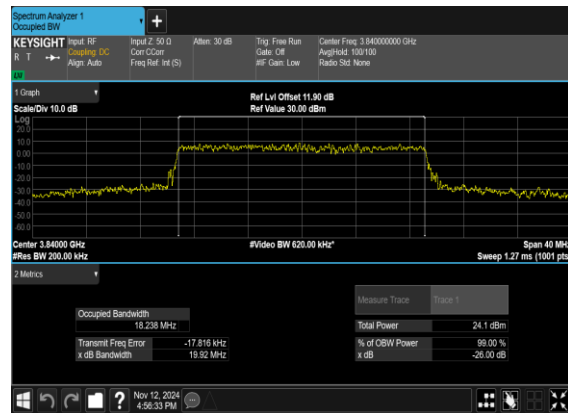 Spectrum Analyzer 1
Occupied BW
KEYSIGHT Input: RF Input Z: 50 Ω Atten: 30 dB Trig: Free Run Center Freq: 3.840000000 GHz
R T Coupling: DC Corr CCorr Gate: Off Avg|Hold: 100/100
Align: Auto Freq Ref: Int (S) #IF Gain: Low Radio Std: None
LV
1 Graph
Ref Lvl Offset 11.90 dB
Scale/Div 10.0 dB Ref Value 30.00 dBm
Log
20.0
10.0
0.00
-10.0
-20.0
-30.0
-40.0
-50.0
-60.0
Center 3.84000 GHz #Video BW 620.00 kHz* Span 40 MHz
#Res BW 200.00 kHz Sweep 1.27 ms (1001 pts)
2 Metrics
Measure Trace Trace 1
Occupied Bandwidth
18.238 MHz Total Power 24.1 dBm
Transmit Freq Error -17.816 kHz % of OBW Power 99.00 %
x dB Bandwidth 19.92 MHz x dB -26.00 dB
? Nov 12, 2024
4:56:33 PM